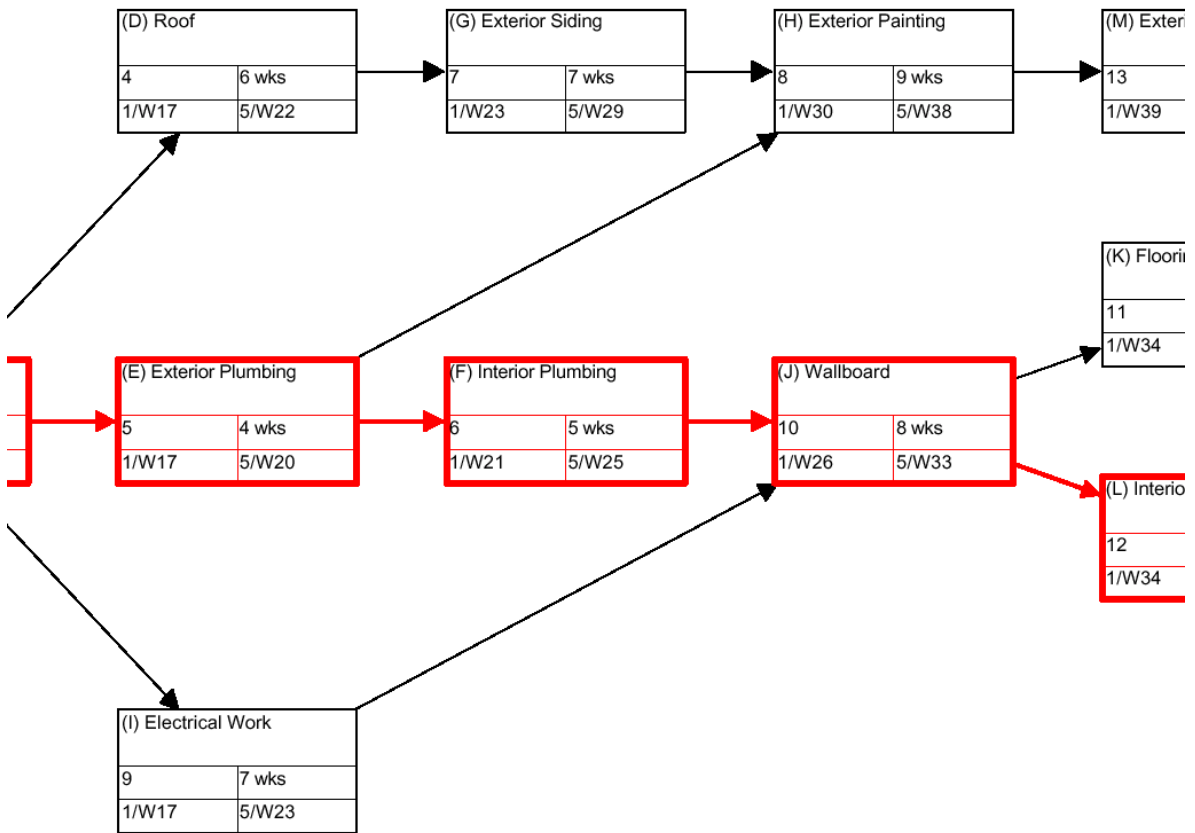 (D) Roof
4 6 wks
1/W17 5/W22
(G) Exterior Siding
7 7 wks
1/W23 5/W29
(H) Exterior Painting
8 9 wks
1/W30 5/W38
(M) Exteri
13
1/W39
(K) Floorin
11
1/W34
(E) Exterior Plumbing
5 4 wks
1/W17 5/W20
(F) Interior Plumbing
6 5 wks
1/W21 5/W25
(J) Wallboard
10 8 wks
1/W26 5/W33
(L) Interio
12
1/W34
(I) Electrical Work
9 7 wks
1/W17 5/W23